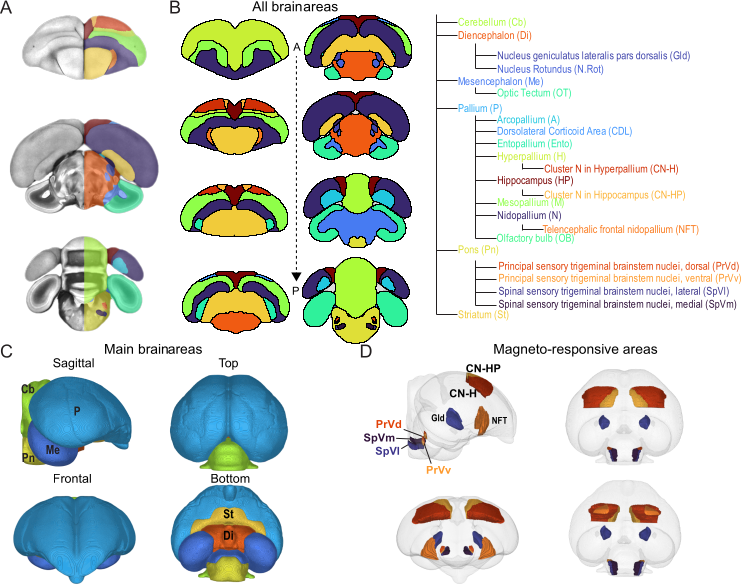 A
B
All brainareas
A
P
Cerebellum (Cb)
Diencephalon (Di)
Nucleus geniculatus lateralis pars dorsalis (Gld)
Nucleus Rotundus (N.Rot)
Mesencephalon (Me)
Optic Tectum (OT)
Pallium (P)
Arcopallium (A)
Dorsolateral Corticoid Area (CDL)
Entopallium (Ento)
Hyperpallium (H)
Cluster N in Hyperpallium (CN-H)
Hippocampus (HP)
Cluster N in Hippocampus (CN-HP)
Mesopallium (M)
Nidopallium (N)
Telencephalic frontal nidopallium (NFT)
Olfactory bulb (OB)
Pons (Pn)
Principal sensory trigeminal brainstem nuclei, dorsal (PrVd)
Principal sensory trigeminal brainstem nuclei, ventral (PrVv)
Spinal sensory trigeminal brainstem nuclei, lateral (SpVl)
Spinal sensory trigeminal brainstem nuclei, medial (SpVm)
Striatum (St)
C
Main brainareas
Sagittal
Top
Cb
P
Me
Pn
Frontal
Bottom
St
Di
D
Magneto-responsive areas
CN-HP
CN-H
Gld
NFT
PrVd
SpVm
SpVl
PrVv